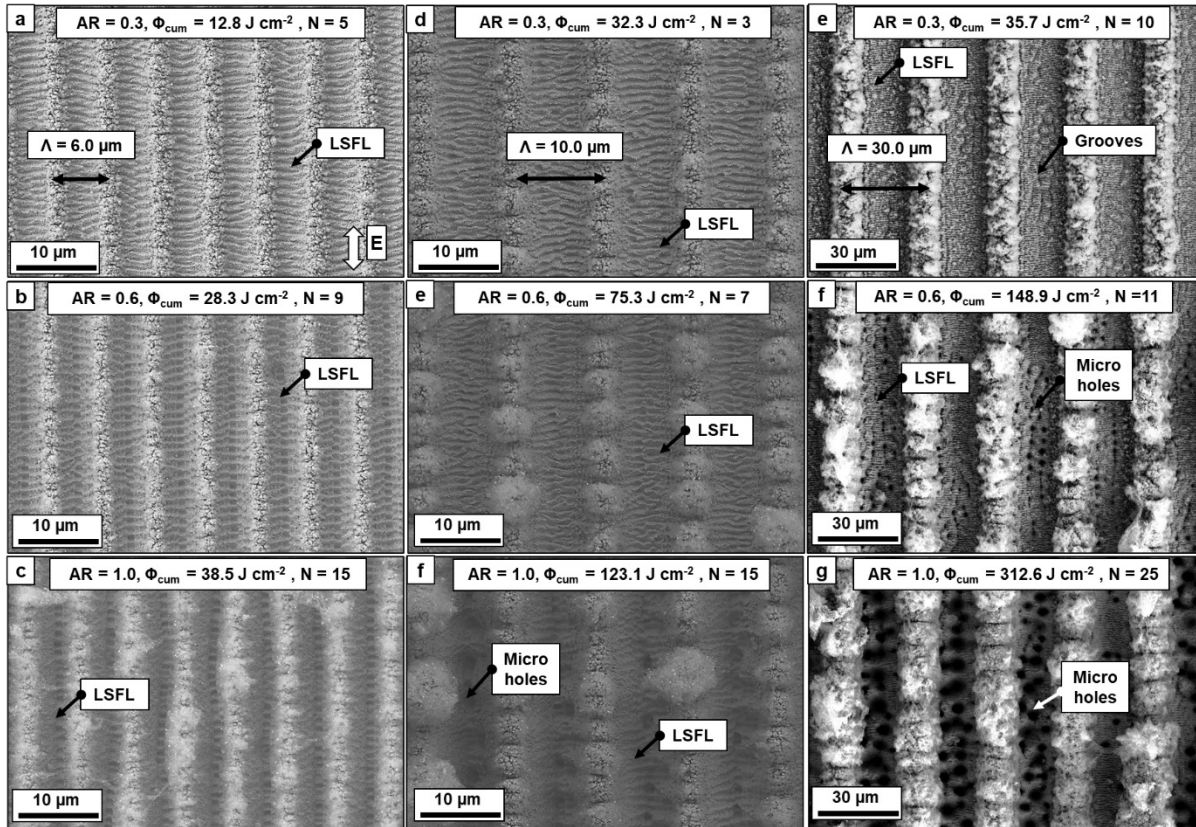 a
AR = 0.3, Φcum = 12.8 J cm-2 , N = 5
Λ = 6.0 µm
LSFL
E
10 µm
d
AR = 0.3, Φcum = 32.3 J cm-2 , N = 3
Λ = 10.0 µm
LSFL
10 µm
e
AR = 0.3, Φcum = 35.7 J cm-2 , N = 10
LSFL
Λ = 30.0 µm
Grooves
30 µm
b
AR = 0.6, Φcum = 28.3 J cm-2 , N = 9
LSFL
10 µm
e
AR = 0.6, Φcum = 75.3 J cm-2 , N = 7
LSFL
10 µm
f
AR = 0.6, Φcum = 148.9 J cm-2 , N =11
LSFL
Micro
holes
30 µm
c
AR = 1.0, Φcum = 38.5 J cm-2 , N = 15
LSFL
10 µm
f
AR = 1.0, Φcum = 123.1 J cm-2 , N = 15
Micro
holes
LSFL
10 µm
g
AR = 1.0, Φcum = 312.6 J cm-2 , N = 25
Micro
holes
30 µm